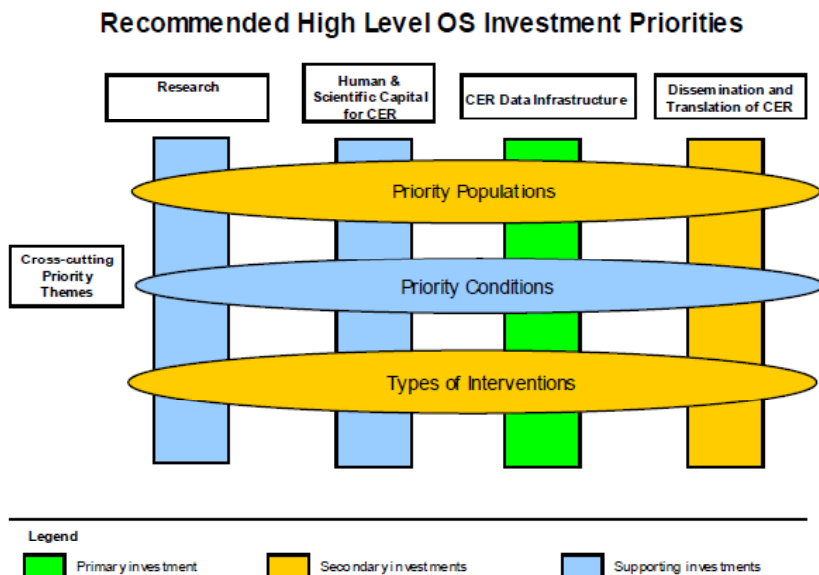 Recommended High Level OS Investment Priorities
Research
Human &
Scientific Capital
for CER
CER Data Infrastructure
Dissemination and
Translation of CER
Priority Populations
Cross-cutting
Priority
Themes
Priority Conditions
Types of Interventions
Legend
Primary investment
Secondary investments
Supporting investments